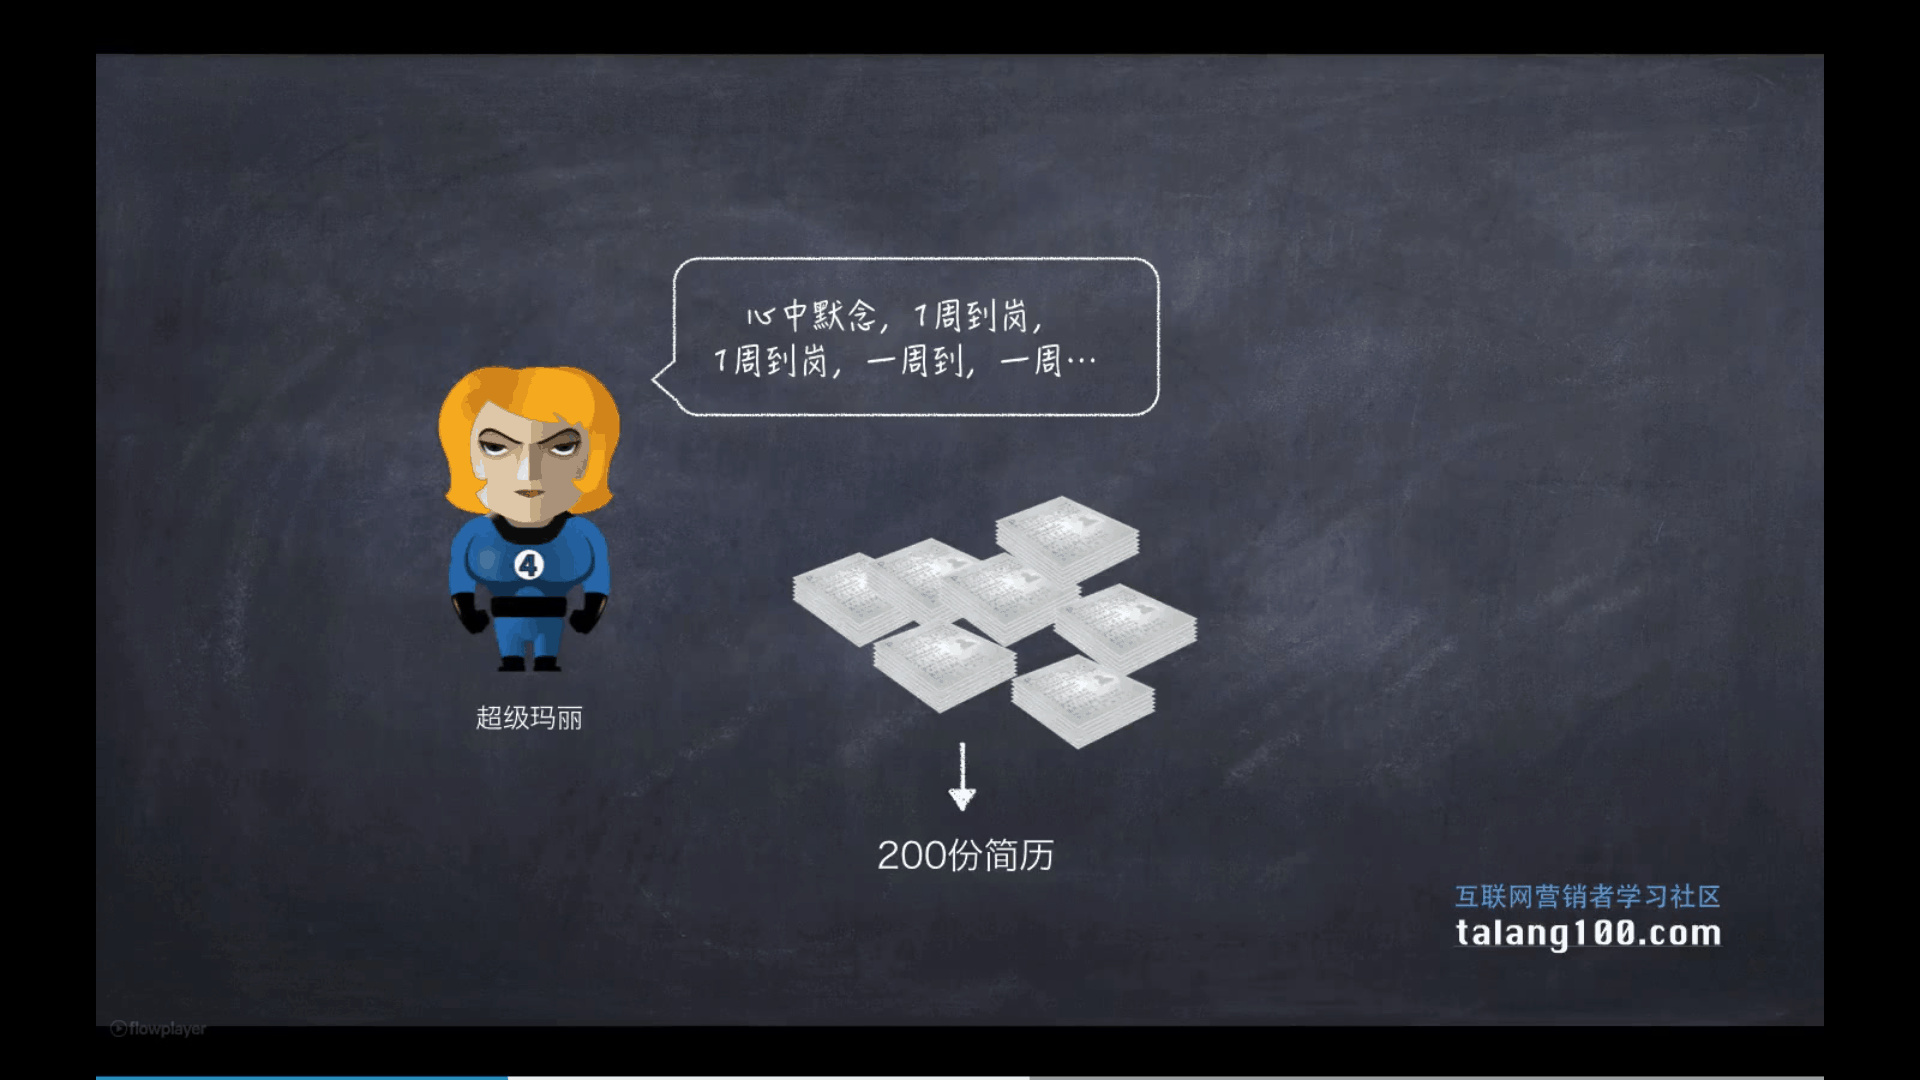 心中默念，1周到岗，
1周到岗，一周到，一周…
4
超级玛丽
200份简历
互联网营销者学习社区
talang100.com
flowplayer